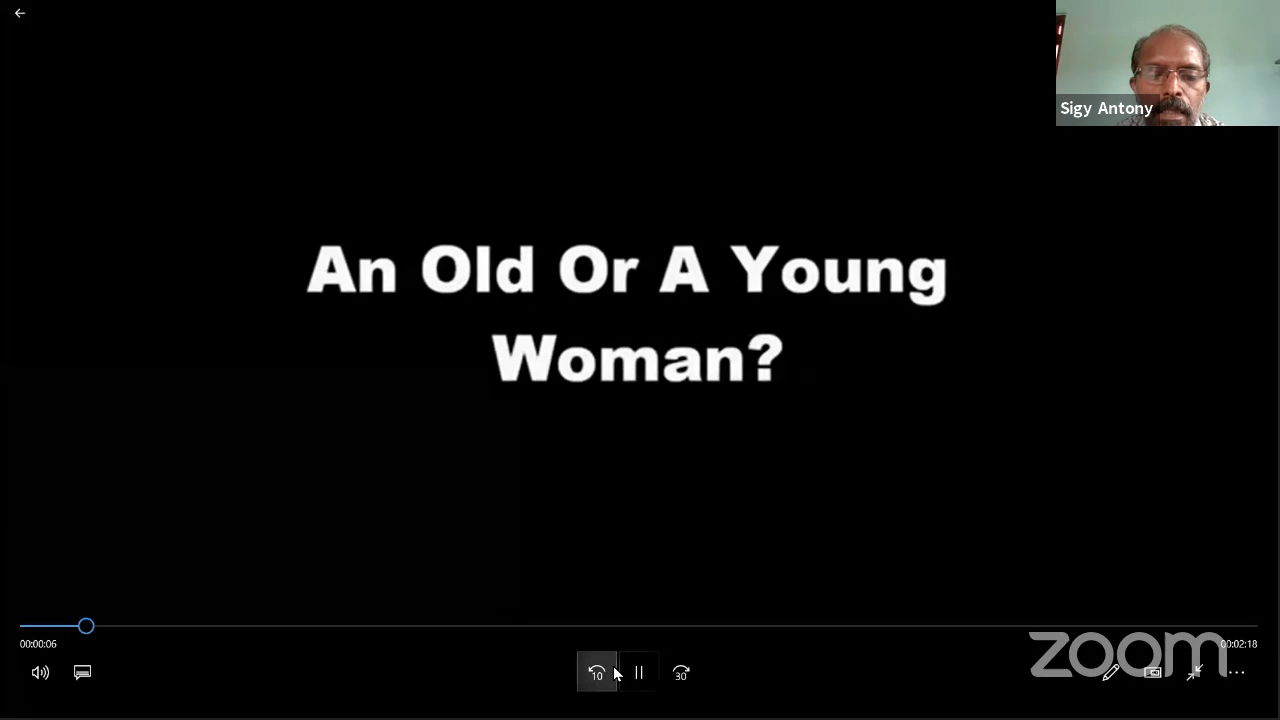 Sigy Antony
An Old Or A Young
Woman?
00:00:06
00:02:18
10
30
zoom